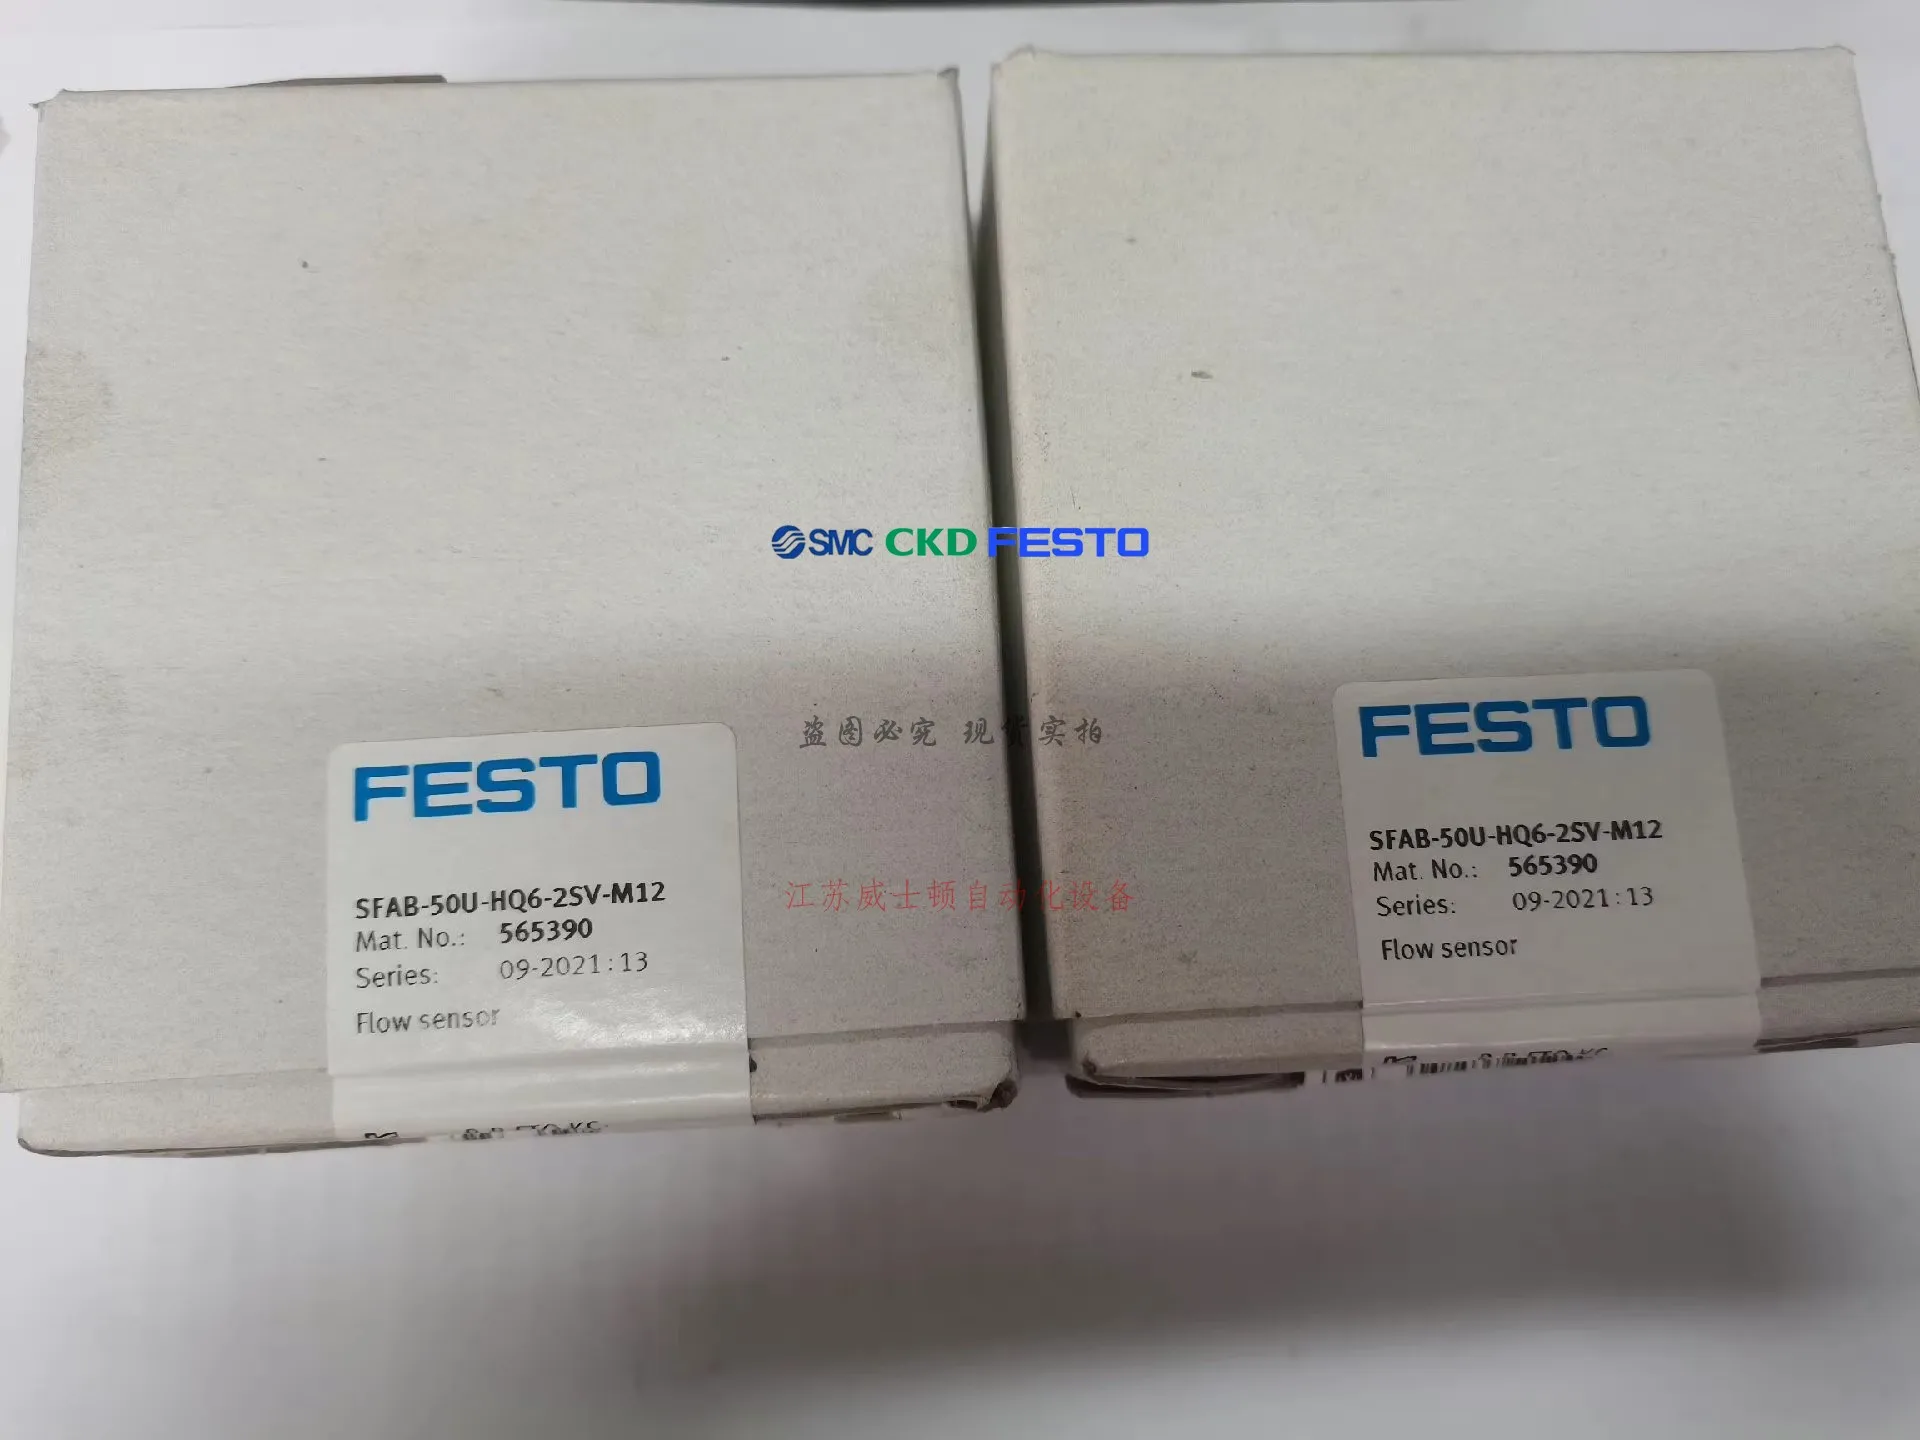 SMC CKD FESTO
盗图必究 现货实拍
江苏威士顿自动化设备
FESTO
SFAB-50U-HQ6-2SV-M12
Mat. No.: 565390
Series: 09-2021:13
Flow sensor
FESTO
SFAB-50U-HQ6-2SV-M12
Mat. No.: 565390
Series: 09-2021:13
Flow sensor